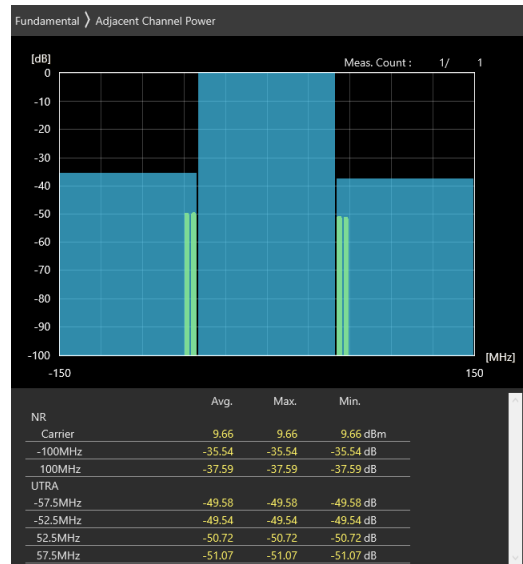 Fundamental 〉 Adjacent Channel Power
[dB]
Meas. Count : 1/ 1
0
-10
-20
-30
-40
-50
-60
-70
-80
-90
-100
[MHz]
-150 150
Avg. Max. Min.
NR
Carrier 9.66 9.66 9.66 dBm
-100MHz -35.54 -35.54 -35.54 dB
100MHz -37.59 -37.59 -37.59 dB
UTRA
-57.5MHz -49.58 -49.58 -49.58 dB
-52.5MHz -49.54 -49.54 -49.54 dB
52.5MHz -50.72 -50.72 -50.72 dB
57.5MHz -51.07 -51.07 -51.07 dB